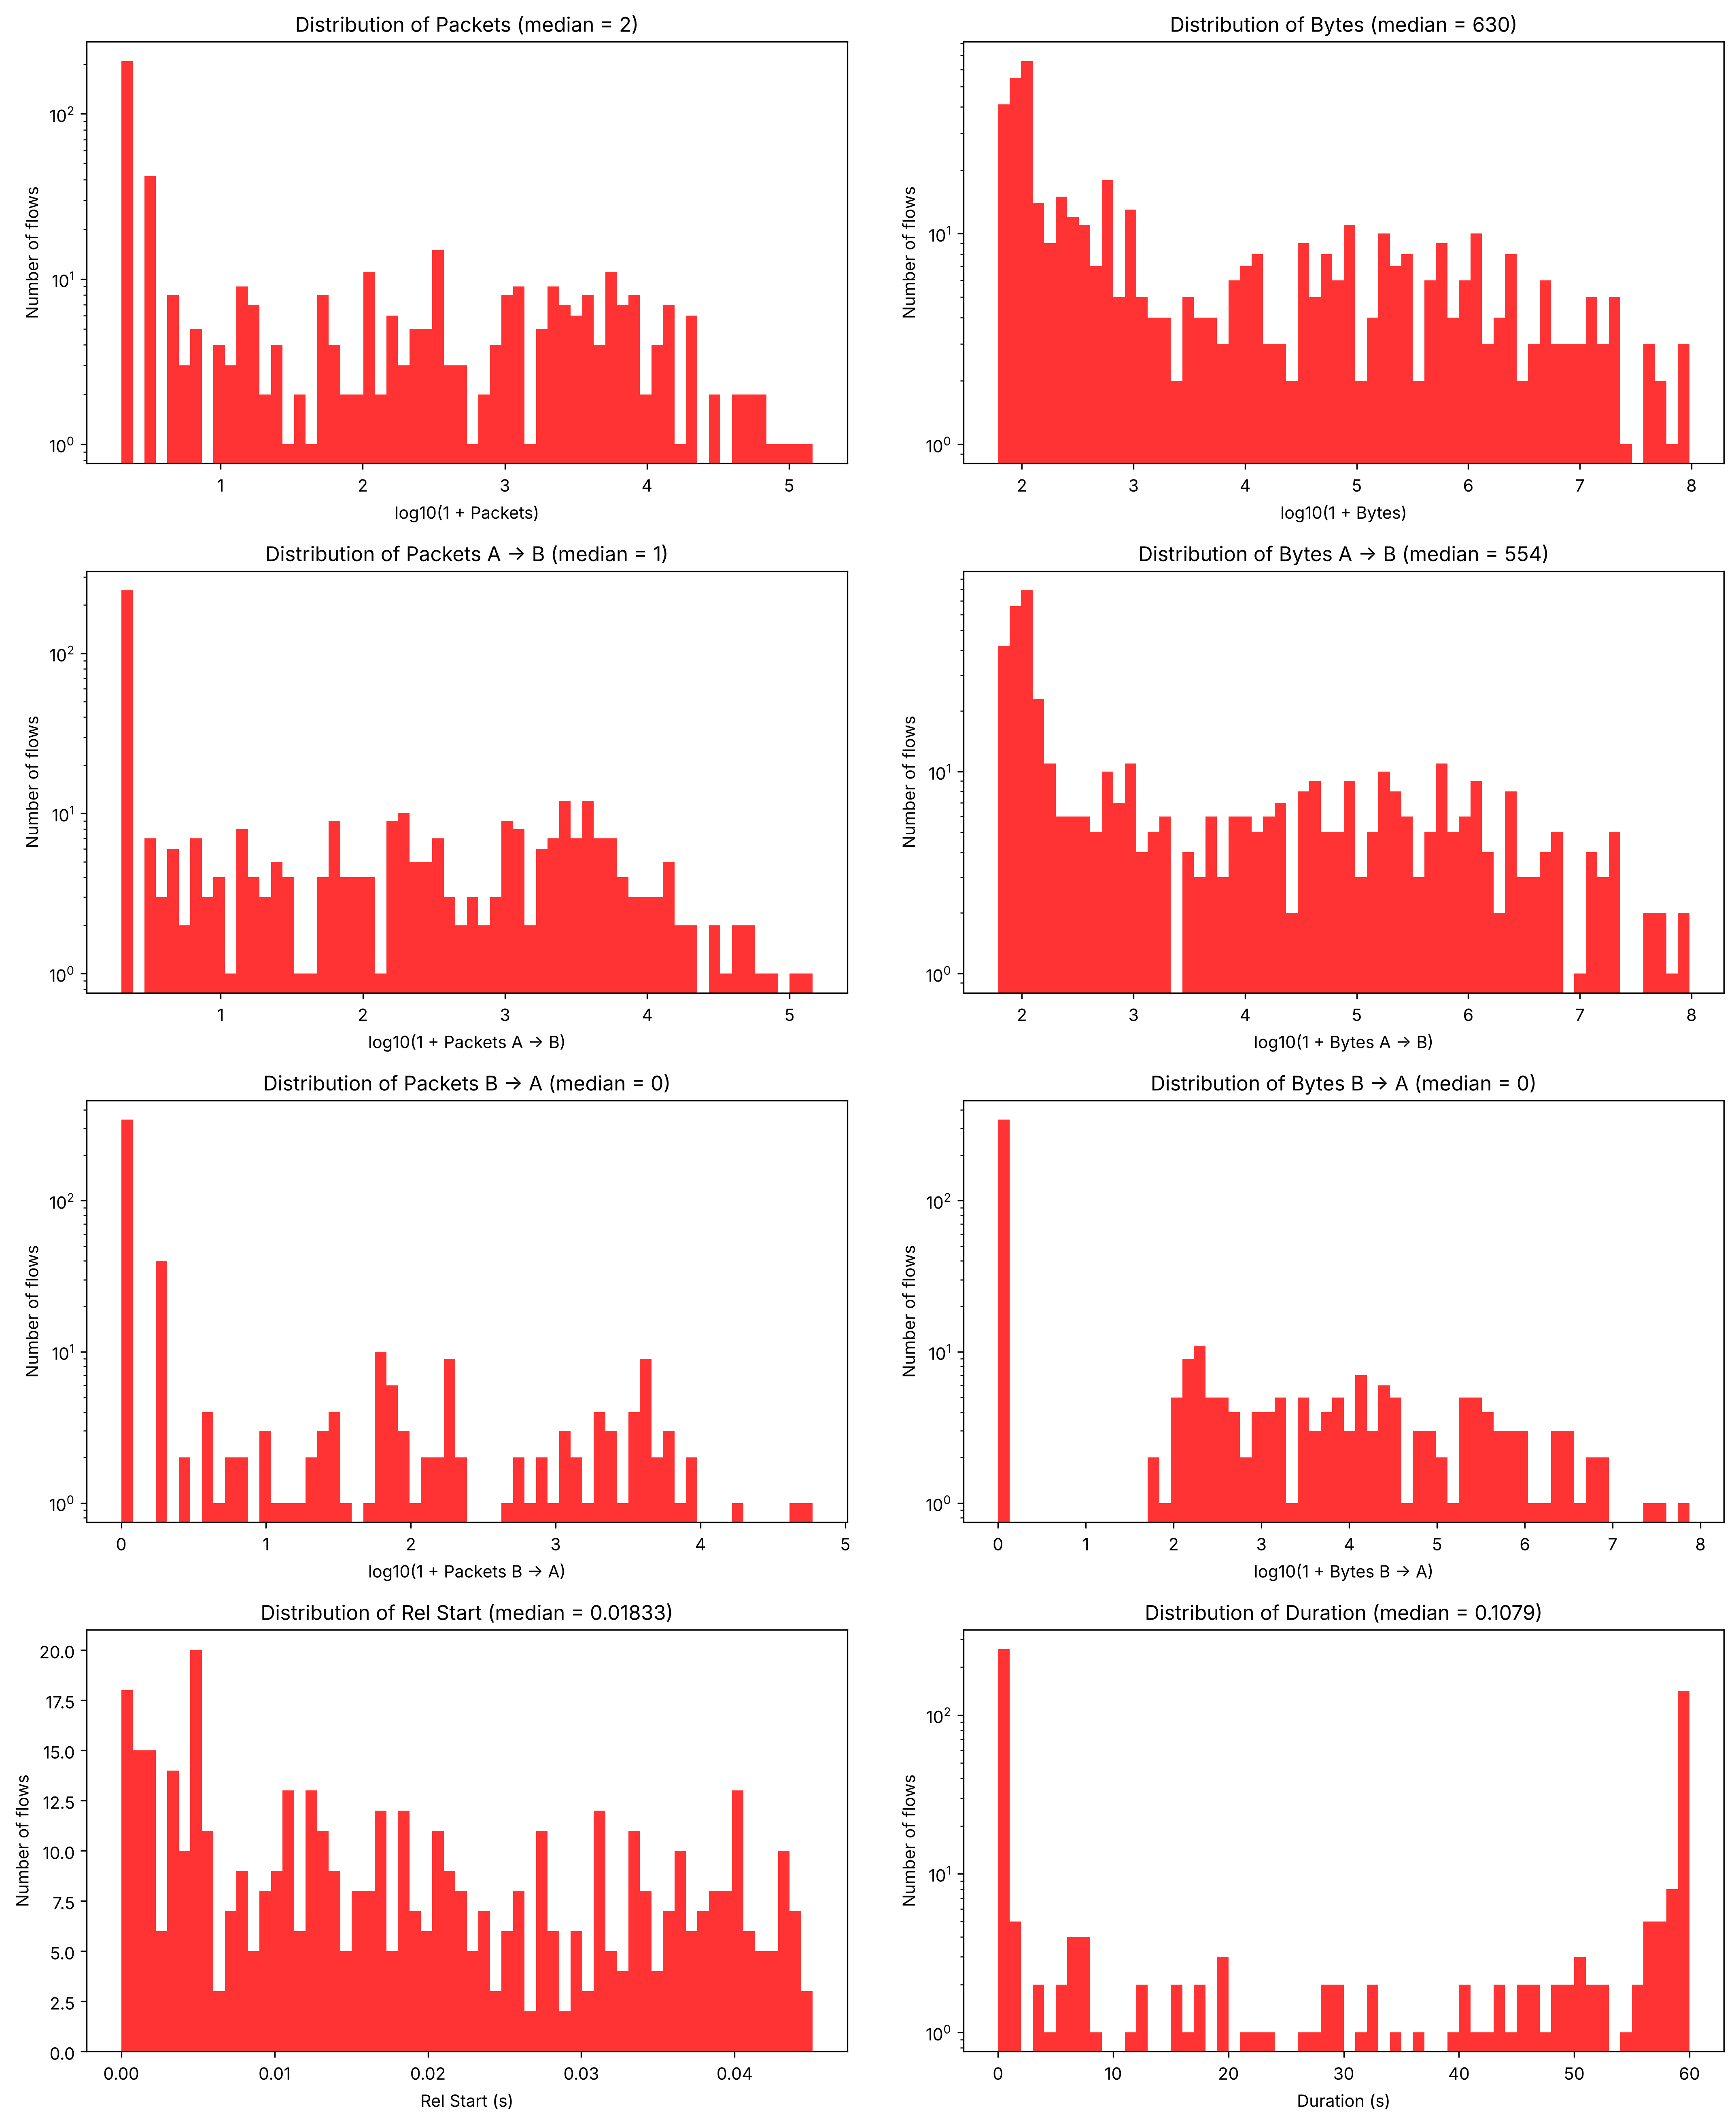 Distribution of Packets (median = 2)
Number of flows
10²
10¹
10⁰
1 2 3 4 5
log10(1 + Packets)
Distribution of Bytes (median = 630)
Number of flows
10¹
10⁰
2 3 4 5 6 7 8
log10(1 + Bytes)
Distribution of Packets A → B (median = 1)
Number of flows
10²
10¹
10⁰
1 2 3 4 5
log10(1 + Packets A → B)
Distribution of Bytes A → B (median = 554)
Number of flows
10¹
10⁰
2 3 4 5 6 7 8
log10(1 + Bytes A → B)
Distribution of Packets B → A (median = 0)
Number of flows
10²
10¹
10⁰
0 1 2 3 4 5
log10(1 + Packets B → A)
Distribution of Bytes B → A (median = 0)
Number of flows
10²
10¹
10⁰
0 1 2 3 4 5 6 7 8
log10(1 + Bytes B → A)
Distribution of Rel Start (median = 0.01833)
Number of flows
20.0
17.5
15.0
12.5
10.0
7.5
5.0
2.5
0.0
0.00 0.01 0.02 0.03 0.04
Rel Start (s)
Distribution of Duration (median = 0.1079)
Number of flows
10²
10¹
10⁰
0 10 20 30 40 50 60
Duration (s)